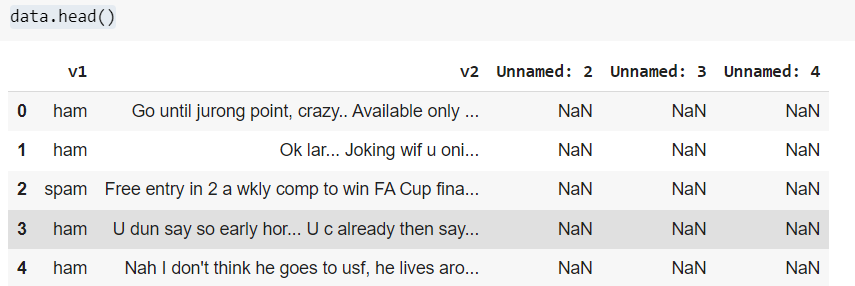 data.head()
v1 v2 Unnamed: 2 Unnamed: 3 Unnamed: 4
0 ham Go until jurong point, crazy.. Available only ... NaN NaN NaN
1 ham Ok lar... Joking wif u oni... NaN NaN NaN
2 spam Free entry in 2 a wkly comp to win FA Cup fina... NaN NaN NaN
3 ham U dun say so early hor... U c already then say... NaN NaN NaN
4 ham Nah I don't think he goes to usf, he lives aro... NaN NaN NaN